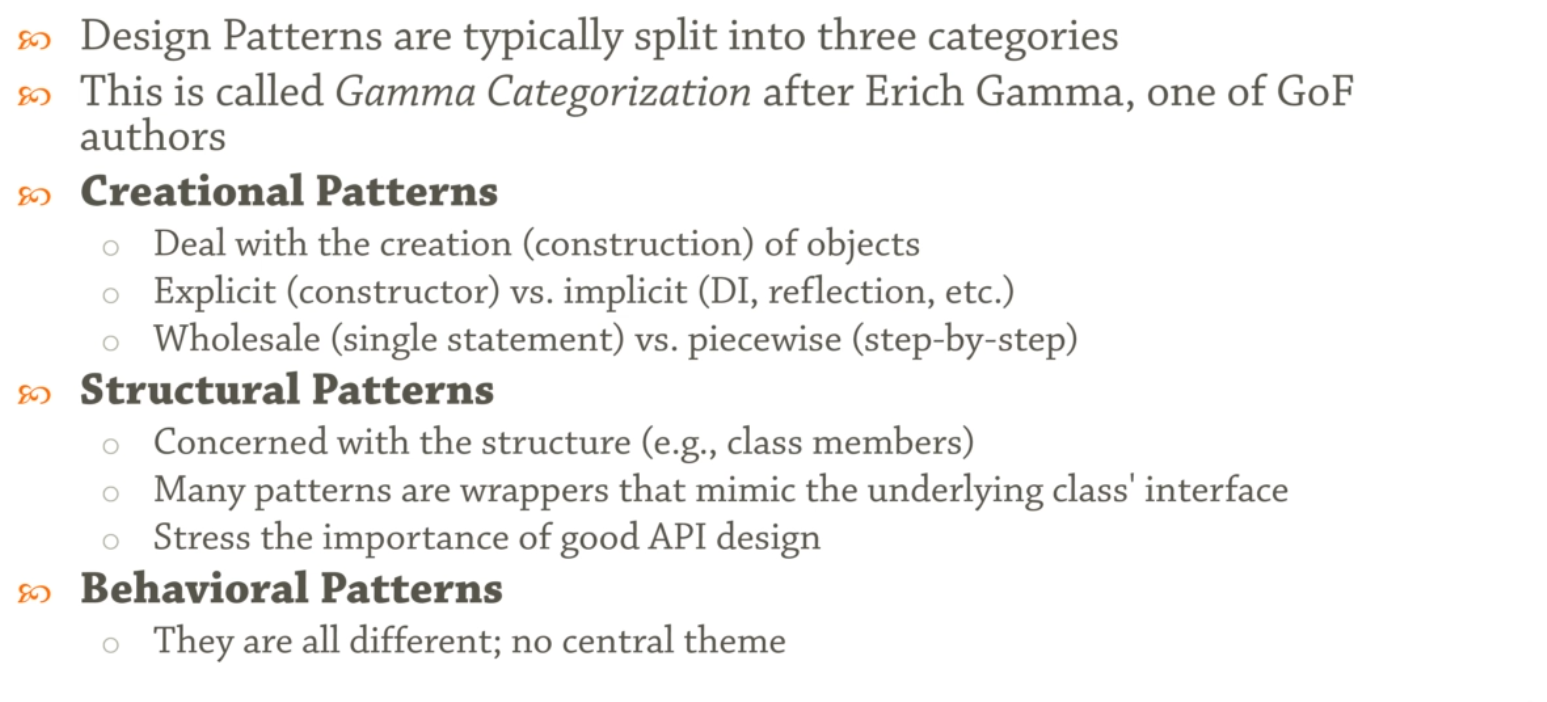 Design Patterns are typically split into three categories
This is called Gamma Categorization after Erich Gamma, one of GoF
authors
Creational Patterns
Deal with the creation (construction) of objects
Explicit (constructor) vs. implicit (DI, reflection, etc.)
Wholesale (single statement) vs. piecewise (step-by-step)
Structural Patterns
Concerned with the structure (e.g., class members)
Many patterns are wrappers that mimic the underlying class' interface
Stress the importance of good API design
Behavioral Patterns
They are all different; no central theme